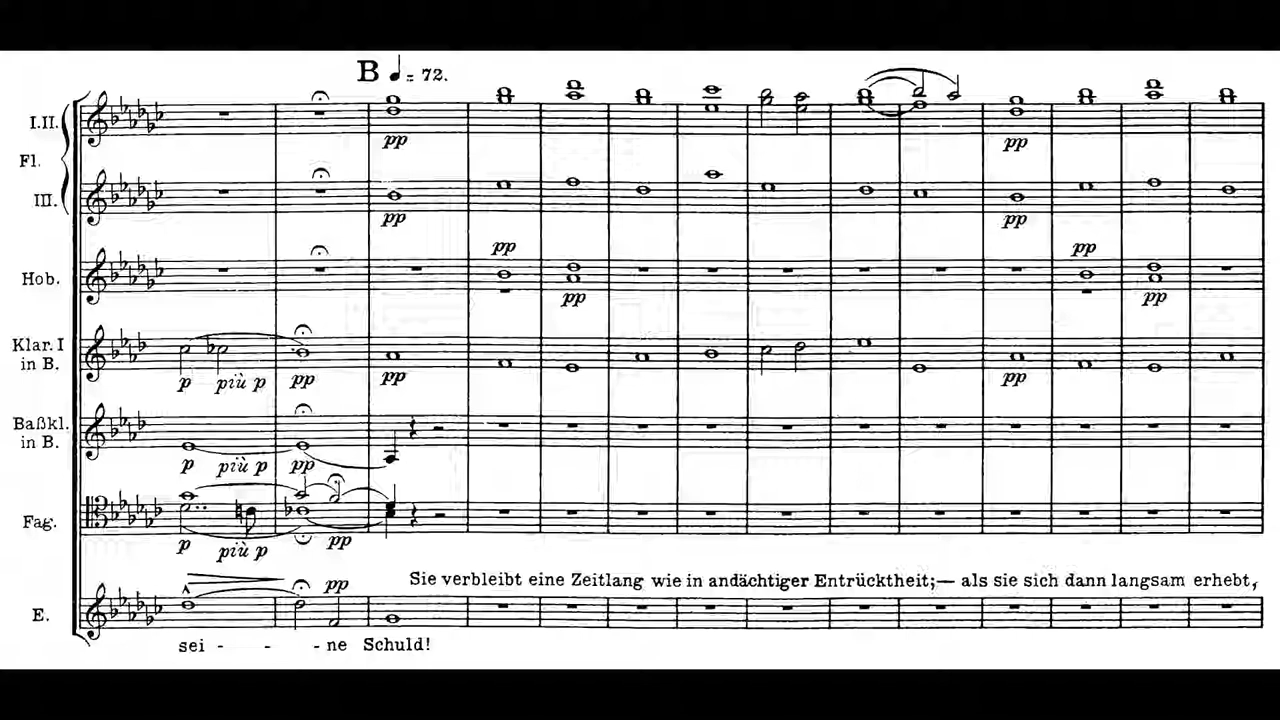 B ♩= 72.
I.II.
pp pp
Fl.
III.
pp pp
pp pp
Hob.
pp pp
Klar. I
in B.
p più p pp pp pp
Baßkl.
in B.
p più p pp
Fag.
p più p pp
Sie verbleibt eine Zeitlang wie in andächtiger Entrücktheit;— als sie sich dann langsam erhebt,
pp
E.
sei - - - ne Schuld!